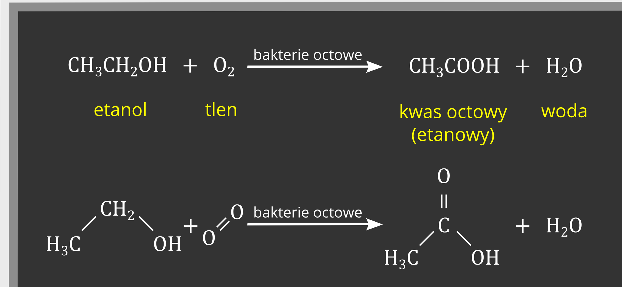 CH₃CH₂OH + O₂ bakterie octowe CH₃COOH + H₂O
etanol tlen kwas octowy (etanowy) woda
H₃C CH₂ OH + O=O bakterie octowe H₃C C O OH + H₂O